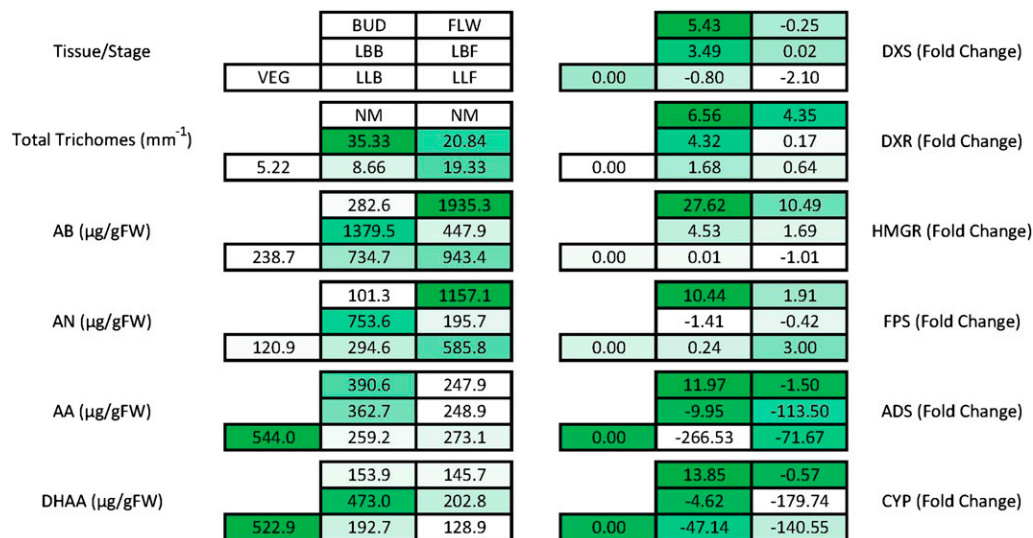 BUD FLW 5.43 -0.25
Tissue/Stage LBB LBF 3.49 0.02 DXS (Fold Change)
VEG LLB LLF 0.00 -0.80 -2.10
NM NM 6.56 4.35
Total Trichomes (mm-1) 35.33 20.84 4.32 0.17 DXR (Fold Change)
5.22 8.66 19.33 0.00 1.68 0.64
282.6 1935.3 27.62 10.49
AB (µg/gFW) 1379.5 447.9 4.53 1.69 HMGR (Fold Change)
238.7 734.7 943.4 0.00 0.01 -1.01
101.3 1157.1 10.44 1.91
AN (µg/gFW) 753.6 195.7 -1.41 -0.42 FPS (Fold Change)
120.9 294.6 585.8 0.00 0.24 3.00
390.6 247.9 11.97 -1.50
AA (µg/gFW) 362.7 248.9 -9.95 -113.50 ADS (Fold Change)
544.0 259.2 273.1 0.00 -266.53 -71.67
153.9 145.7 13.85 -0.57
DHAA (µg/gFW) 473.0 202.8 -4.62 -179.74 CYP (Fold Change)
522.9 192.7 128.9 0.00 -47.14 -140.55